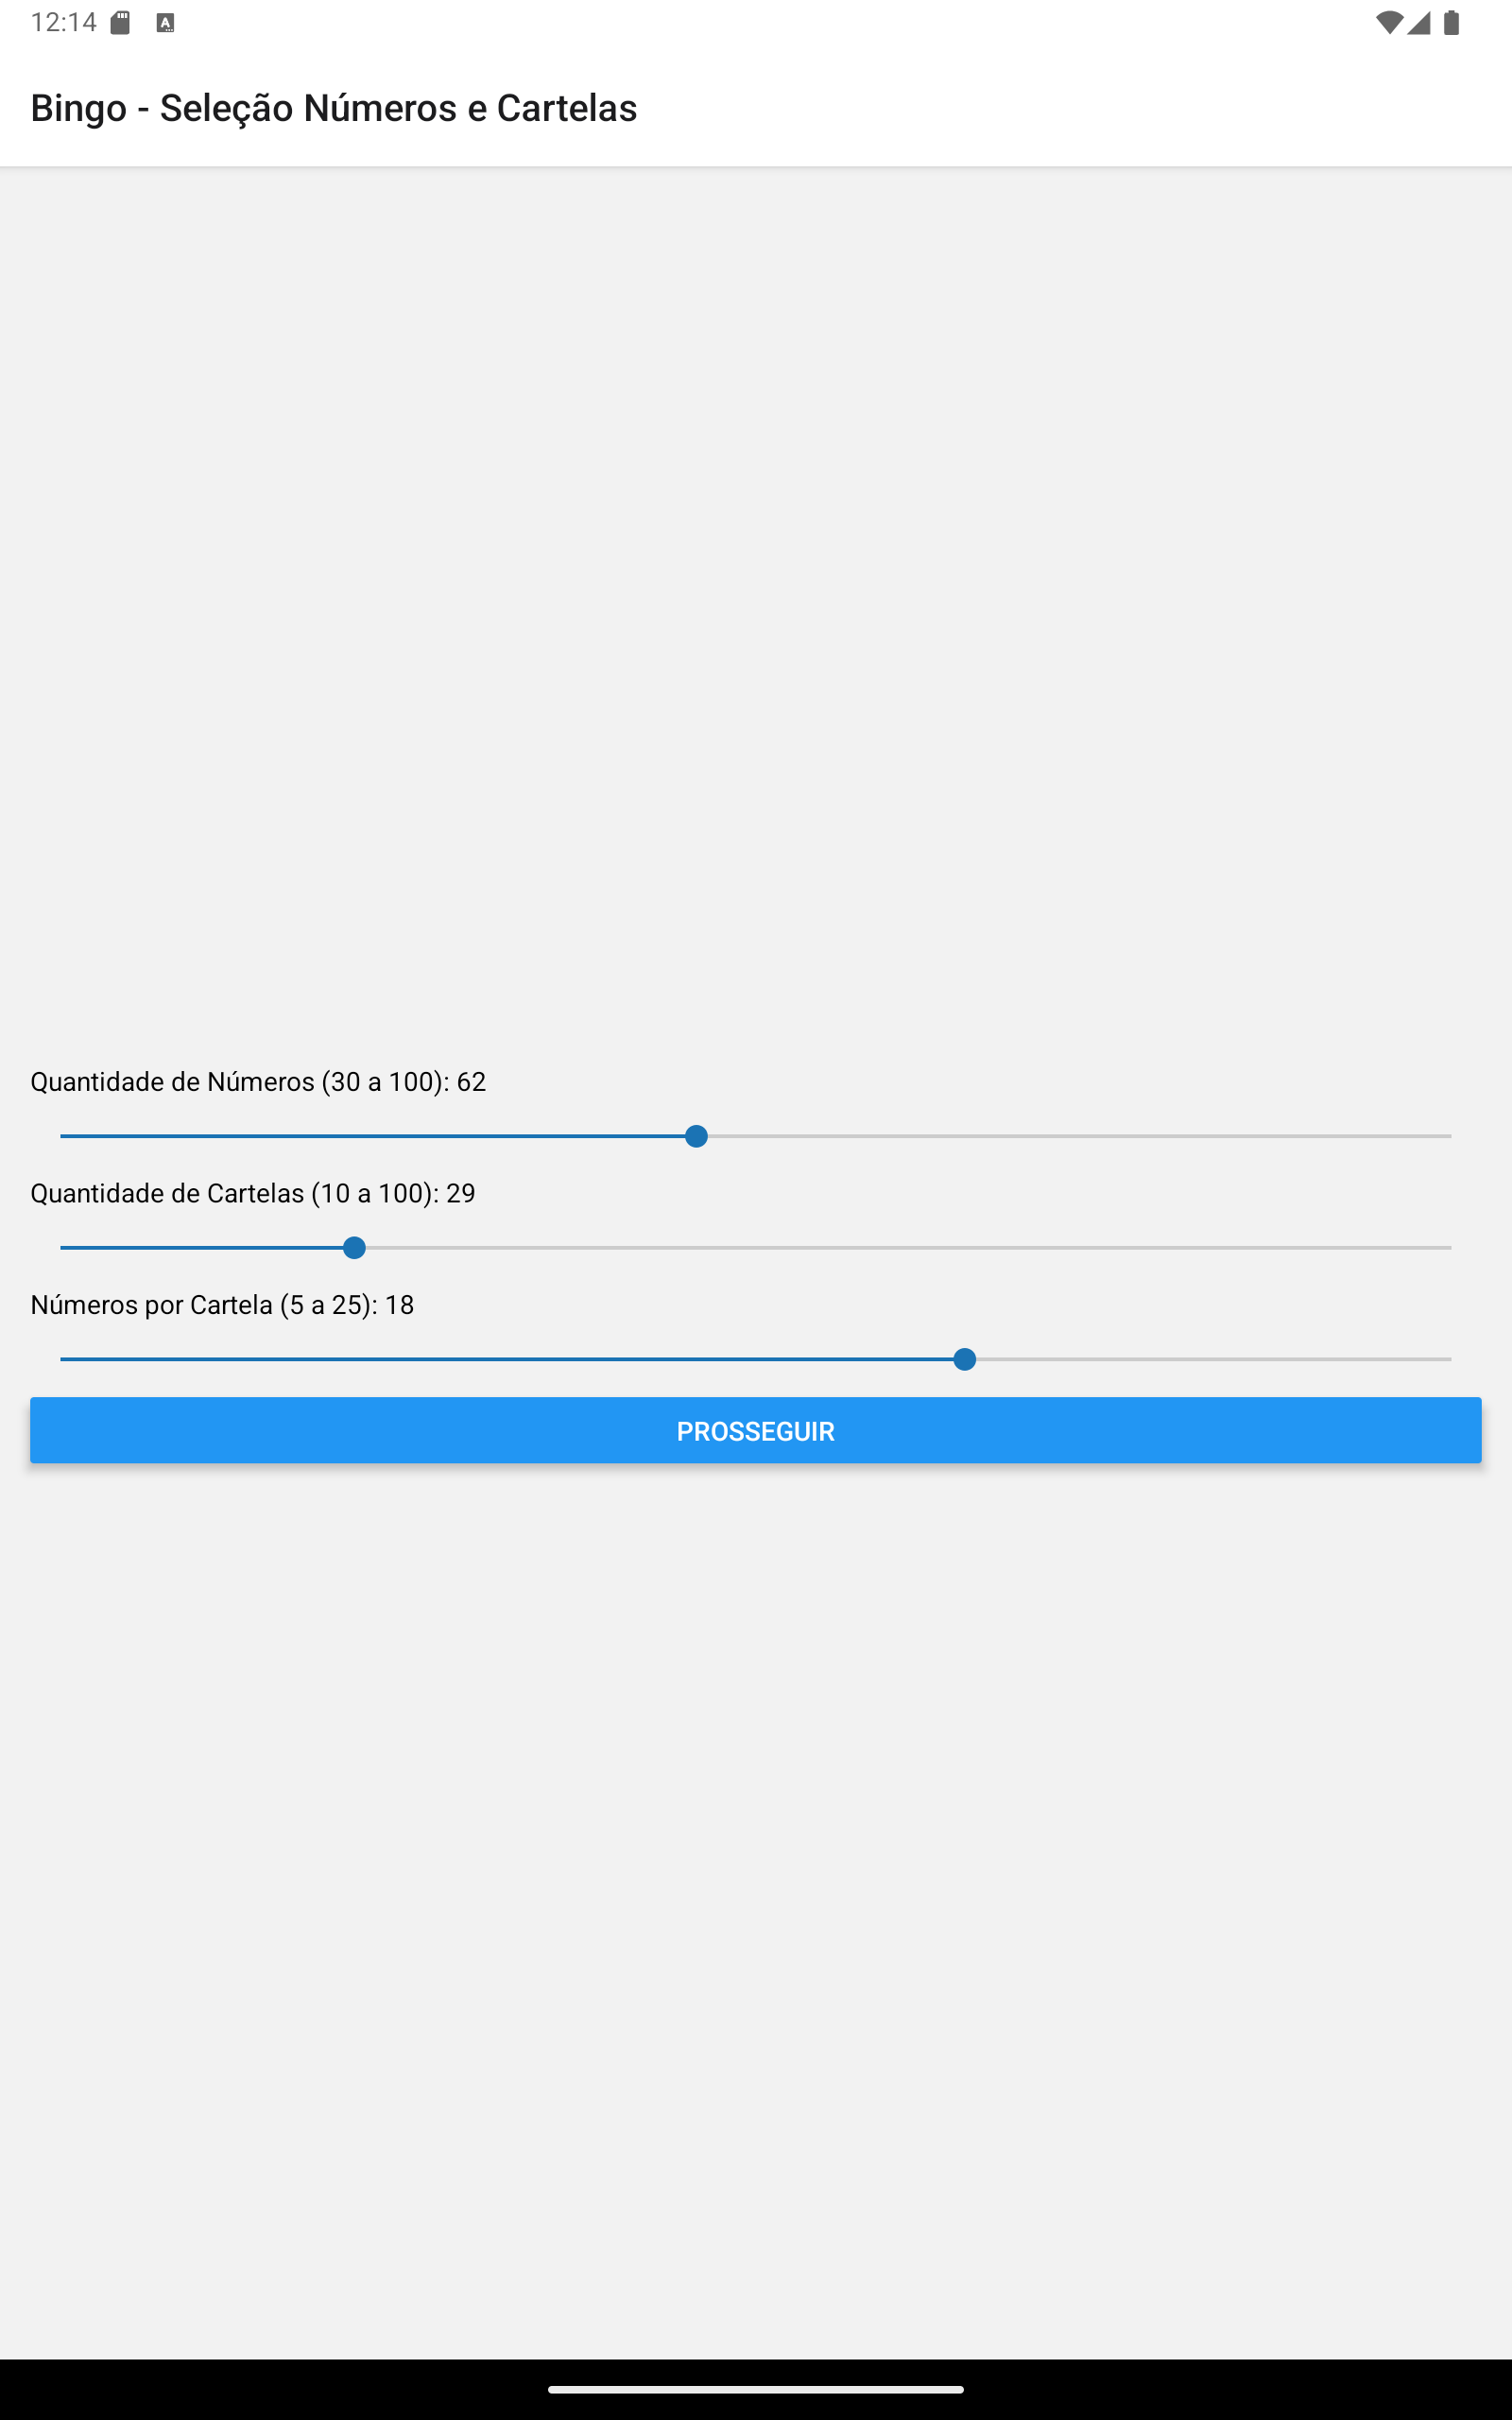 12:14
Bingo - Seleção Números e Cartelas
Quantidade de Números (30 a 100): 62
Quantidade de Cartelas (10 a 100): 29
Números por Cartela (5 a 25): 18
PROSSEGUIR